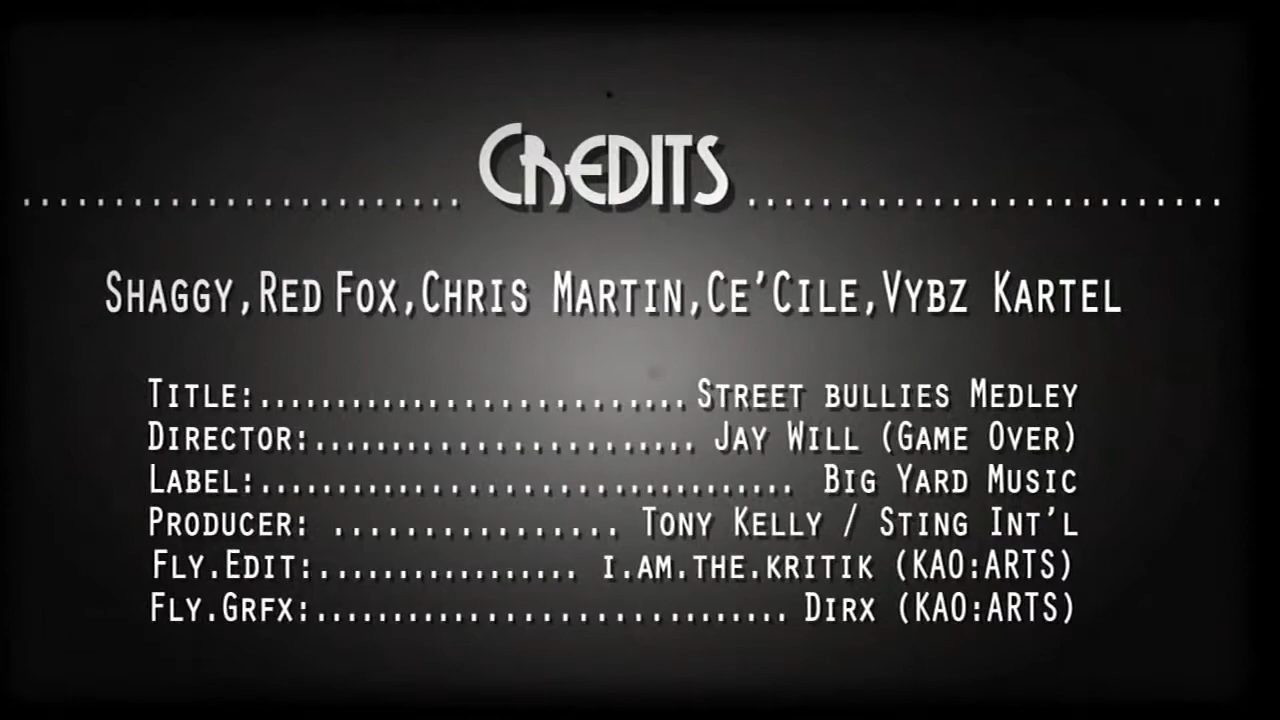 Credits
Shaggy,Red Fox,Chris Martin,Ce'Cile,Vybz Kartel
Title:........................... Street bullies Medley
Director:........................ Jay Will (Game Over)
Label:.................................. Big Yard Music
Producer: .................. Tony Kelly / Sting Int'l
Fly.Edit:................. i.am.the.kritik (KAO:ARTS)
Fly.Grfx:.............................. Dirx (KAO:ARTS)